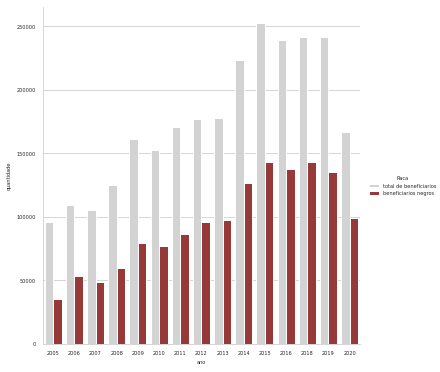 250000
200000
150000
100000
50000
0
quantidade
2005 2006 2007 2008 2009 2010 2011 2012 2013 2014 2015 2016 2018 2019 2020
ano
Raca
total de beneficiarios
beneficiarios negros